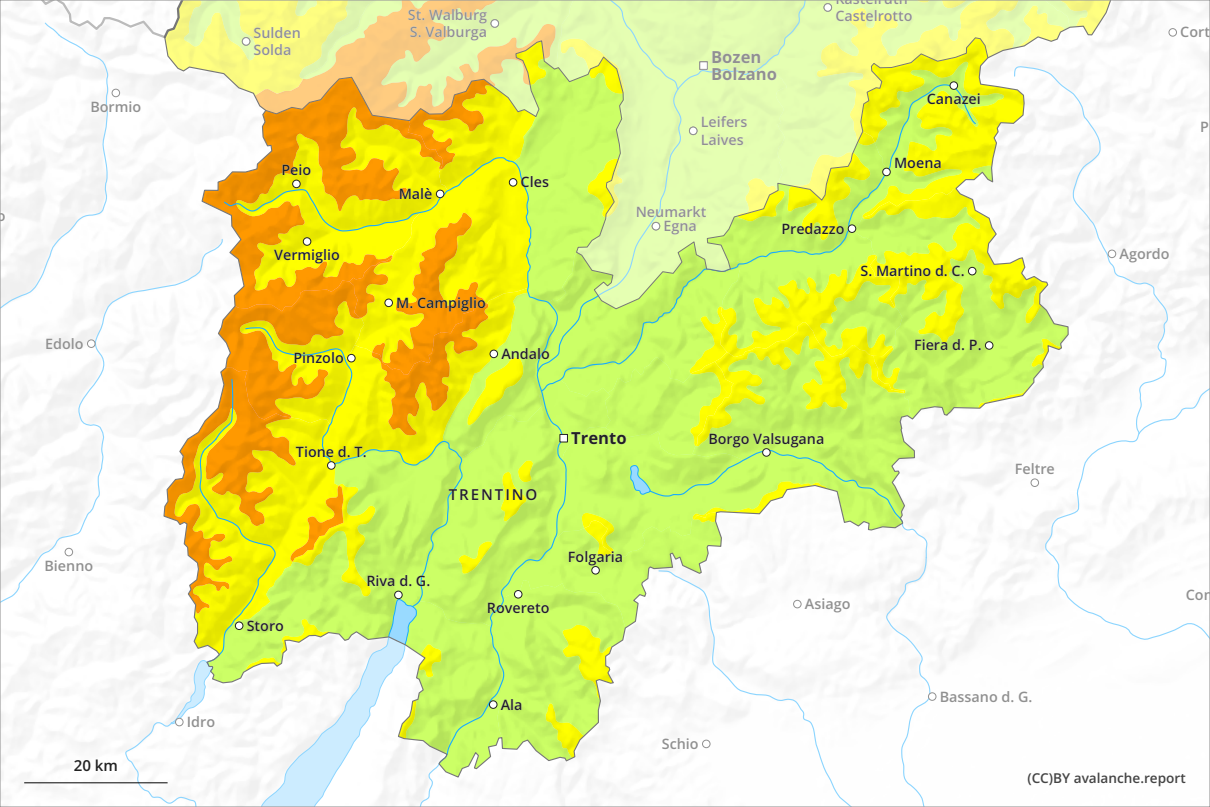 St. Walburg
S. Valburga
Kastelruth
Castelrotto
Sulden
Solda
Cort
Bozen
Bolzano
Bormio
Canazei
Leifers
Laives
P
Moena
Peio
Malè
Cles
Neumarkt
Egna
Predazzo
Vermiglio
Agordo
S. Martino d. C.
M. Campiglio
Edolo
Pinzolo
Andalo
Fiera d. P.
Trento
Borgo Valsugana
Tione d. T.
Feltre
TRENTINO
Bienno
Folgaria
Riva d. G.
Cor
Rovereto
Asiago
Storo
Bassano d. G.
Ala
Idro
Schio
20 km
(CC)BY avalanche.report